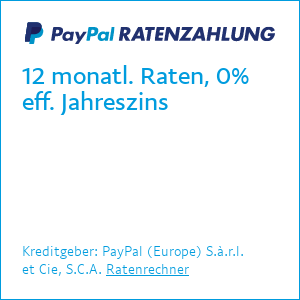 PayPal RATENZAHLUNG
12 monatl. Raten, 0%
eff. Jahreszins
Kreditgeber: PayPal (Europe) S.à.r.l.
et Cie, S.C.A. Ratenrechner